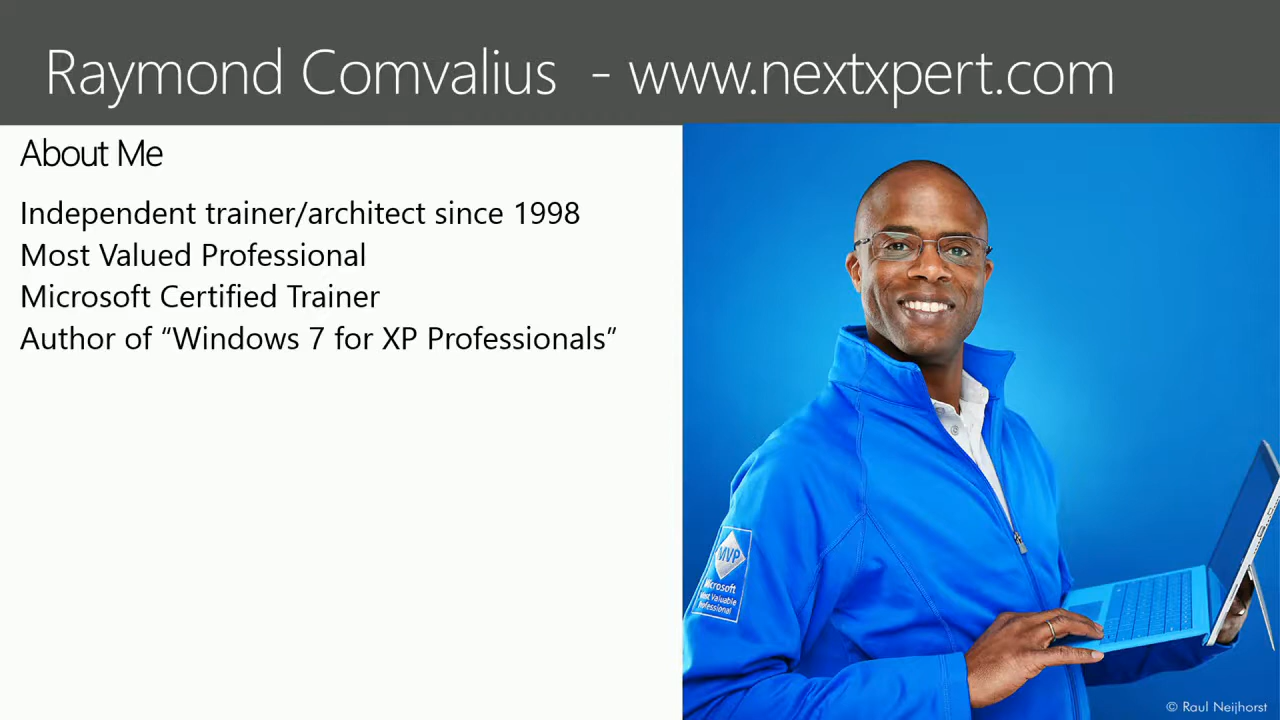 Raymond Comvalius - www.nextxpert.com
About Me
Independent trainer/architect since 1998
Most Valued Professional
Microsoft Certified Trainer
Author of “Windows 7 for XP Professionals”
MVP
Microsoft
Most Valuable
Professional
© Raul Neijhorst